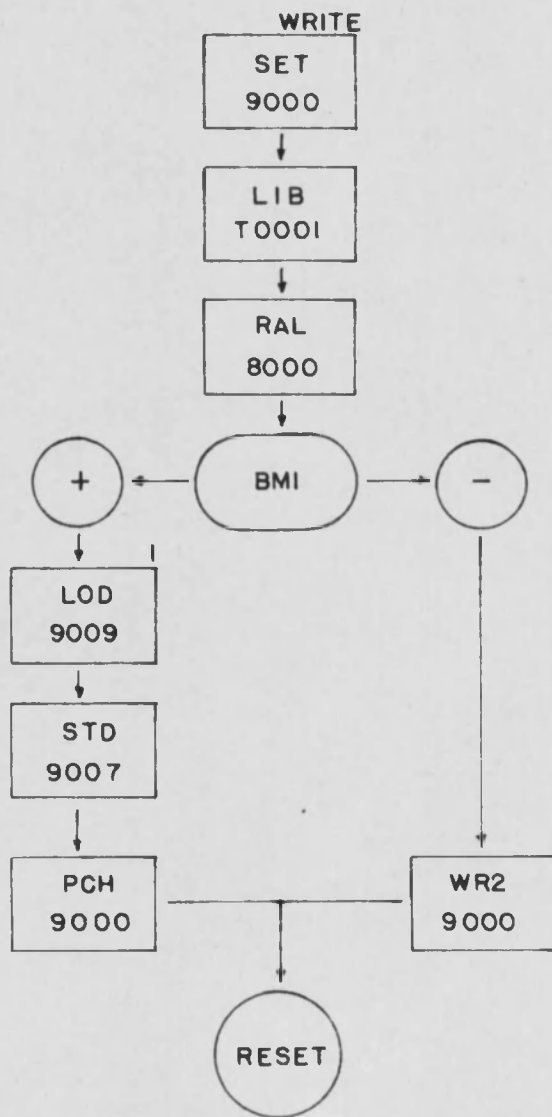 WRITE
SET
9000
LIB
T0001
RAL
8000
+
BMI
-
1
LOD
9009
STD
9007
PCH
9000
WR2
9000
RESET